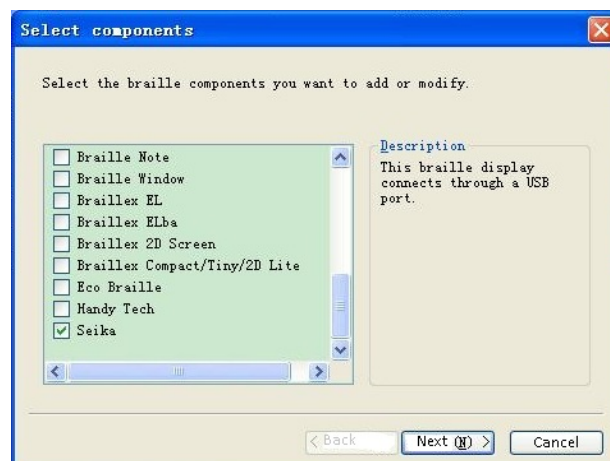 Select components
Select the braille components you want to add or modify.
Braille Note
Braille Window
Braillex EL
Braillex ELba
Braillex 2D Screen
Braillex Compact/Tiny/2D Lite
Eco Braille
Handy Tech
Seika
Description
This braille display
connects through a USB
port.
< Back
Next (N) >
Cancel